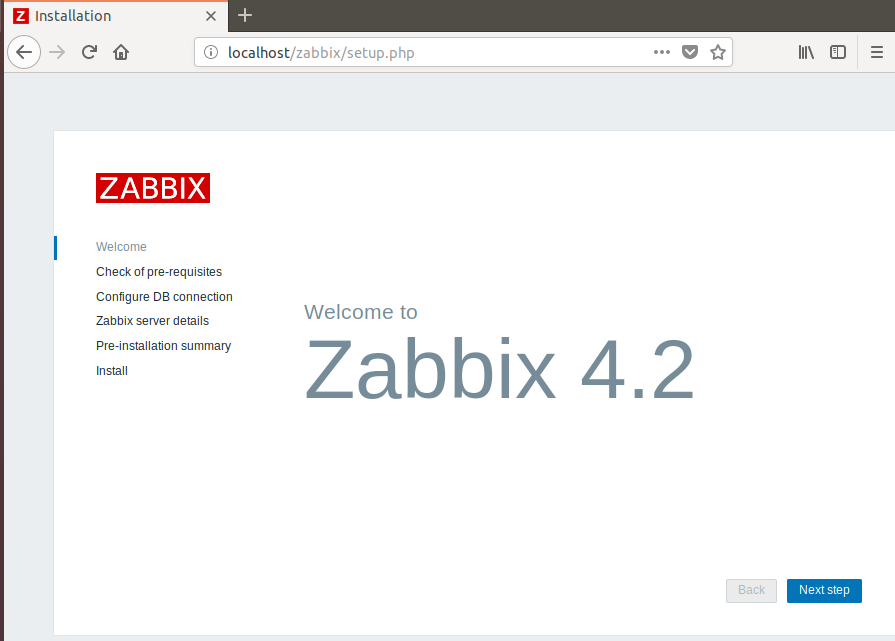 Z Installation
localhost/zabbix/setup.php
ZABBIX
Welcome
Check of pre-requisites
Configure DB connection
Zabbix server details
Pre-installation summary
Install
Welcome to
Zabbix 4.2
Back Next step